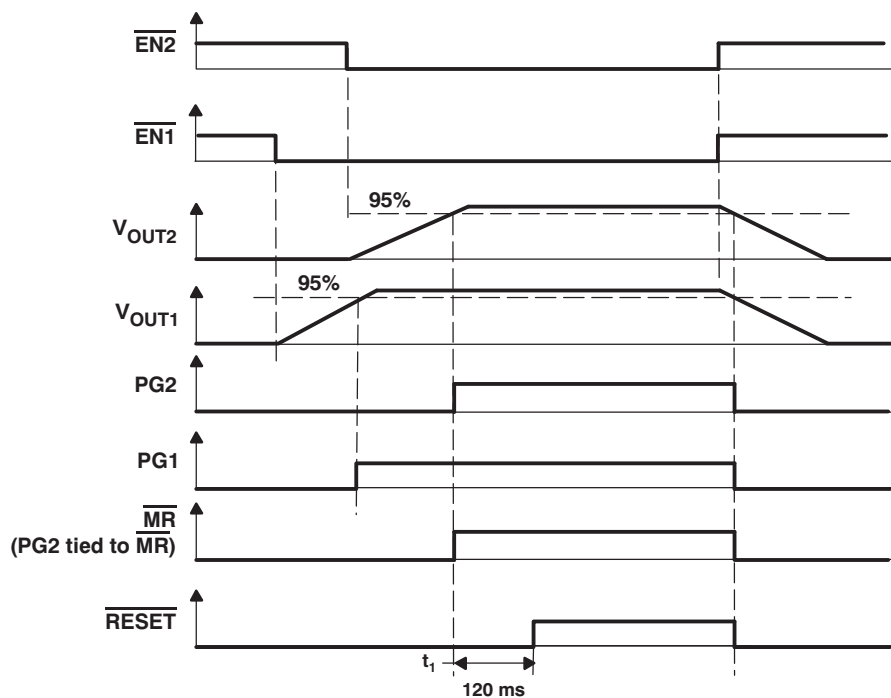 EN2
EN1
95%
VOUT2
95%
VOUT1
PG2
PG1
MR
(PG2 tied to MR)
RESET
t1
120 ms